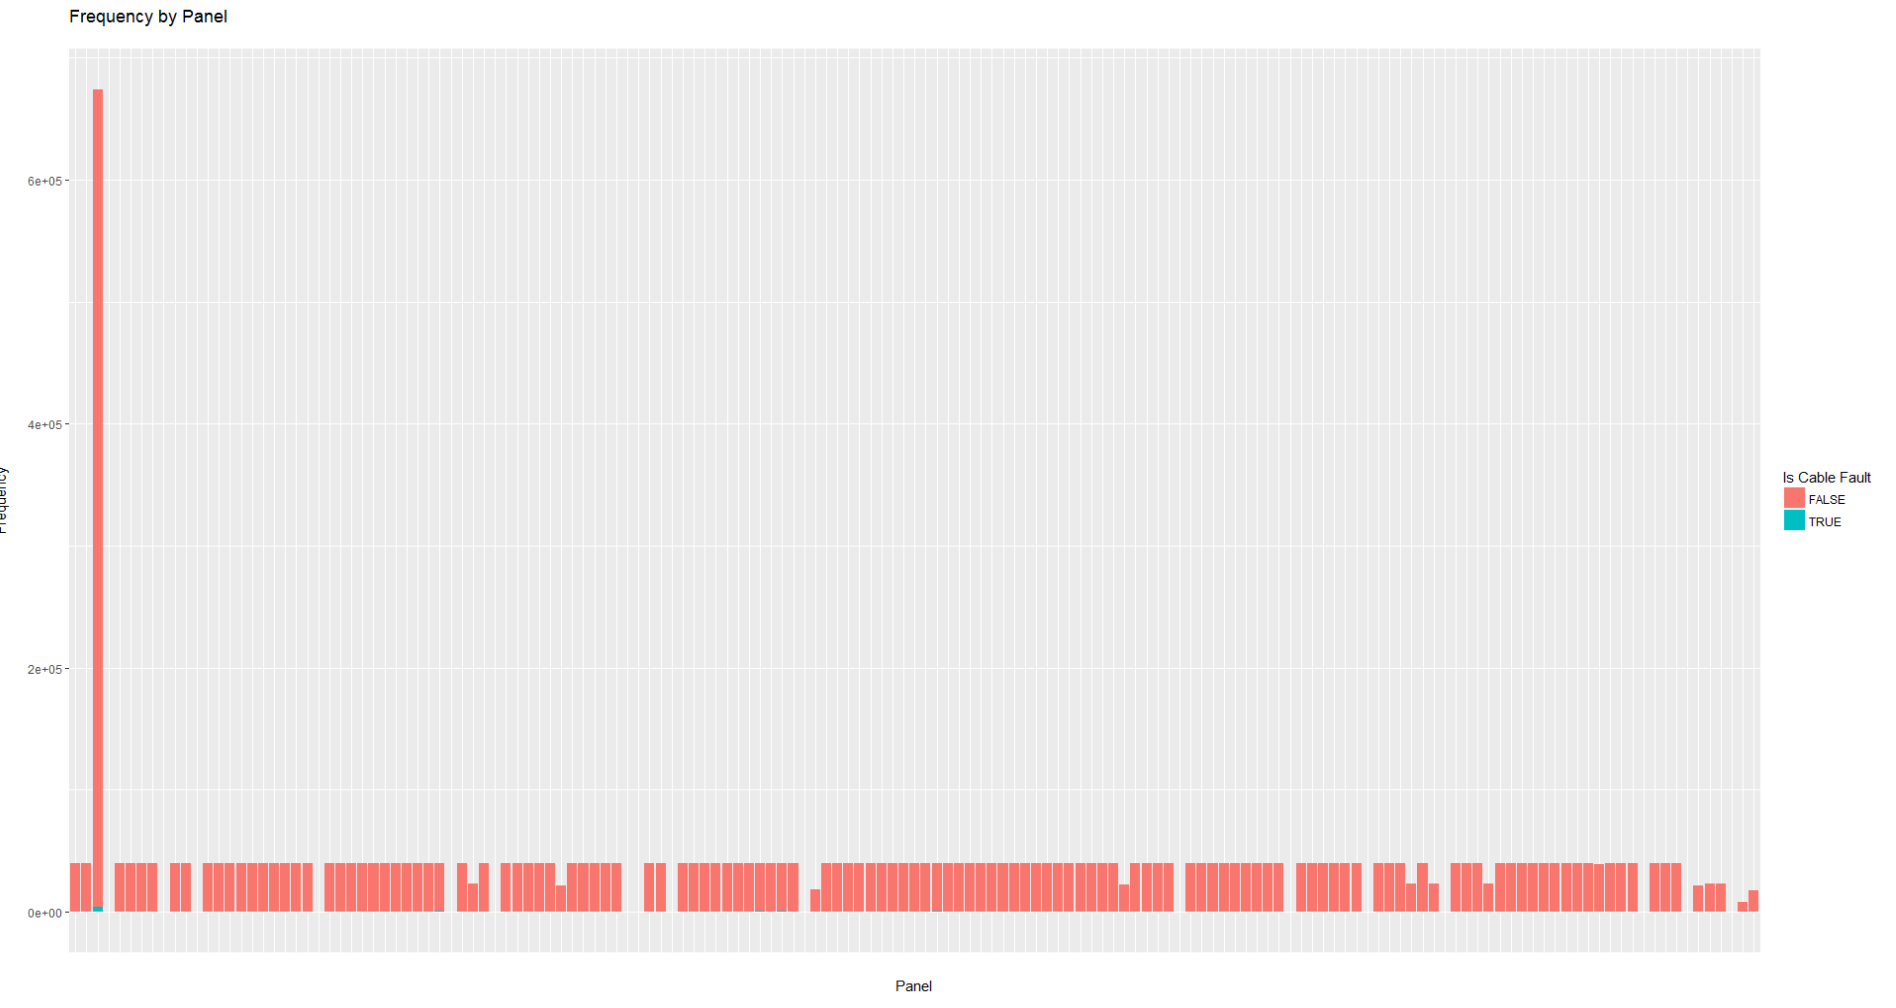 Frequency by Panel
6e+05
4e+05
2e+05
0e+00
Frequency
Panel
Is Cable Fault
FALSE
TRUE